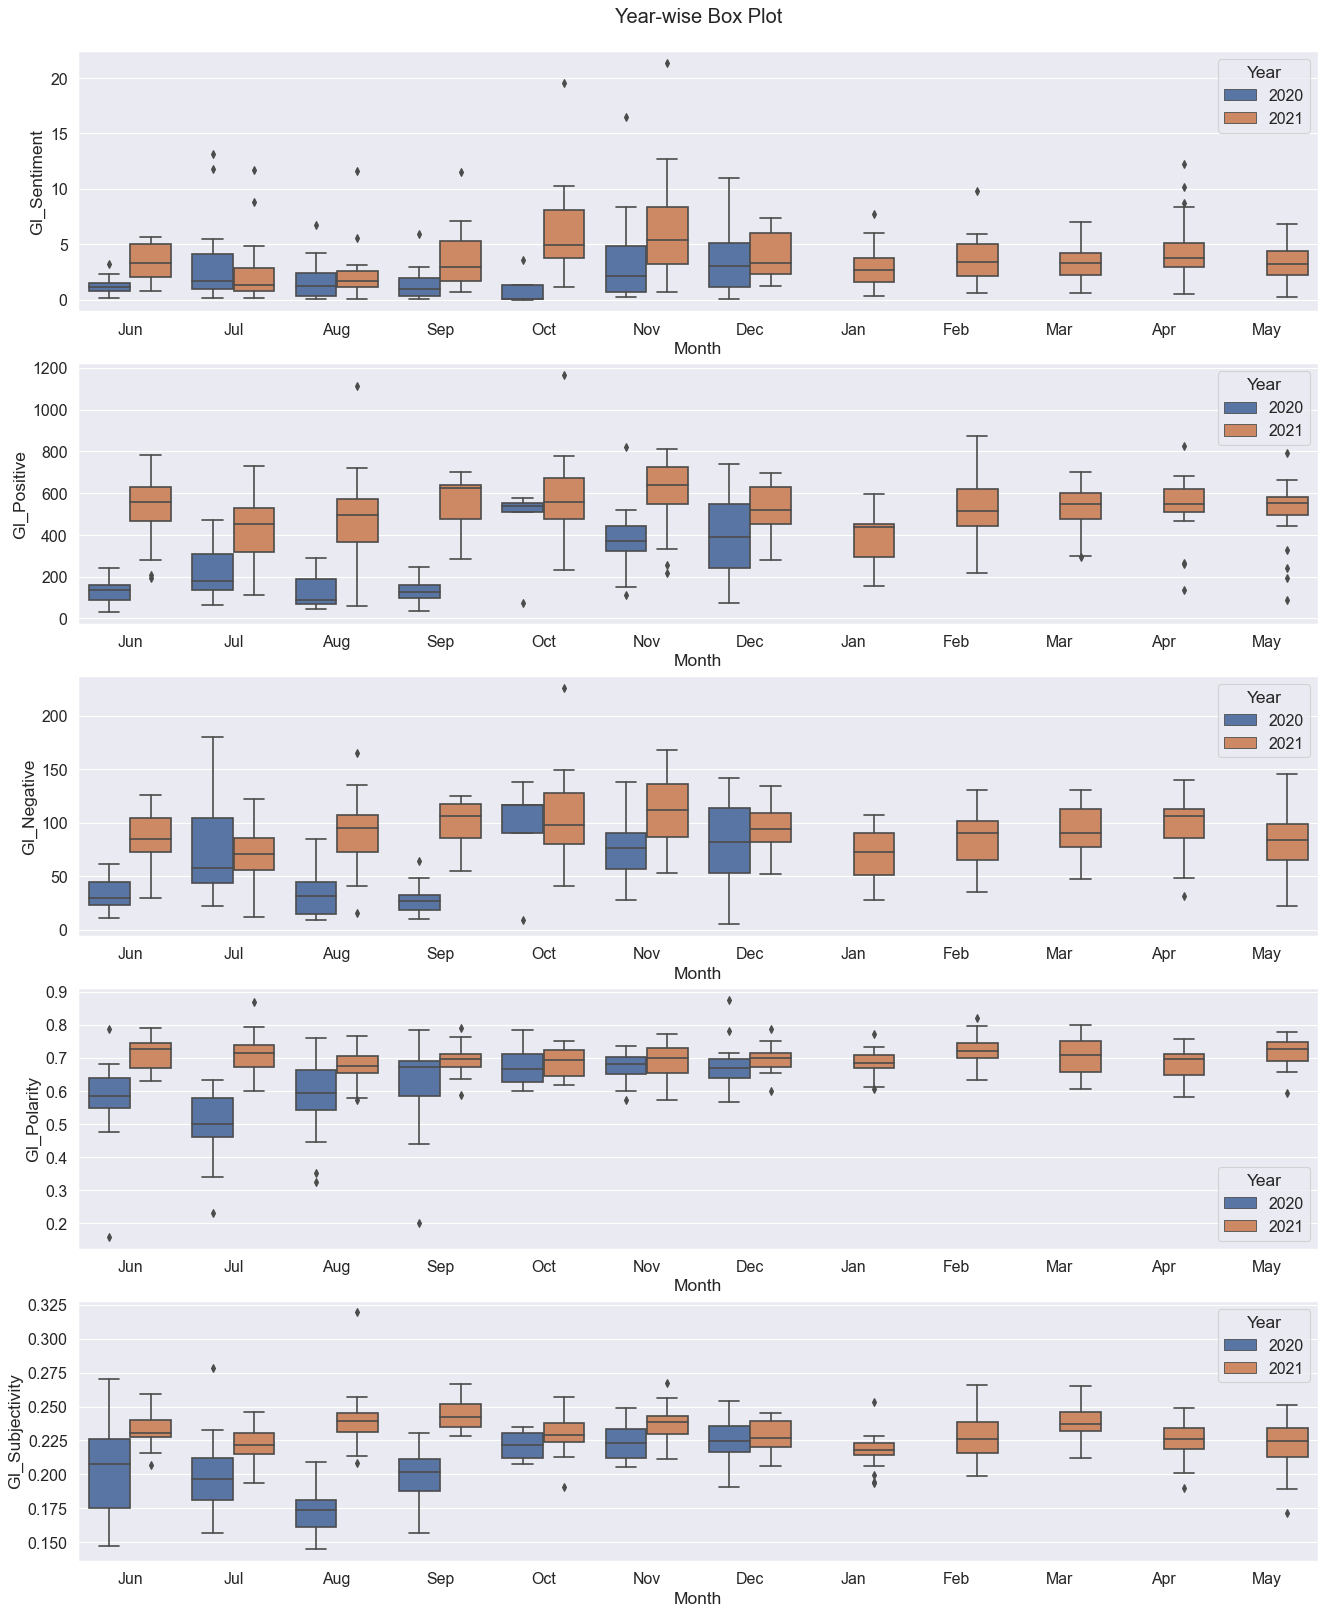 Year-wise Box Plot
GI_Sentiment
20
15
10
5
0
Year
2020
2021
Jun Jul Aug Sep Oct Nov Dec Jan Feb Mar Apr May
Month
GI_Positive
1200
1000
800
600
400
200
0
Year
2020
2021
Jun Jul Aug Sep Oct Nov Dec Jan Feb Mar Apr May
Month
GI_Negative
200
150
100
50
0
Year
2020
2021
Jun Jul Aug Sep Oct Nov Dec Jan Feb Mar Apr May
Month
GI_Polarity
0.9
0.8
0.7
0.6
0.5
0.4
0.3
0.2
Year
2020
2021
Jun Jul Aug Sep Oct Nov Dec Jan Feb Mar Apr May
Month
GI_Subjectivity
0.325
0.300
0.275
0.250
0.225
0.200
0.175
0.150
Year
2020
2021
Jun Jul Aug Sep Oct Nov Dec Jan Feb Mar Apr May
Month